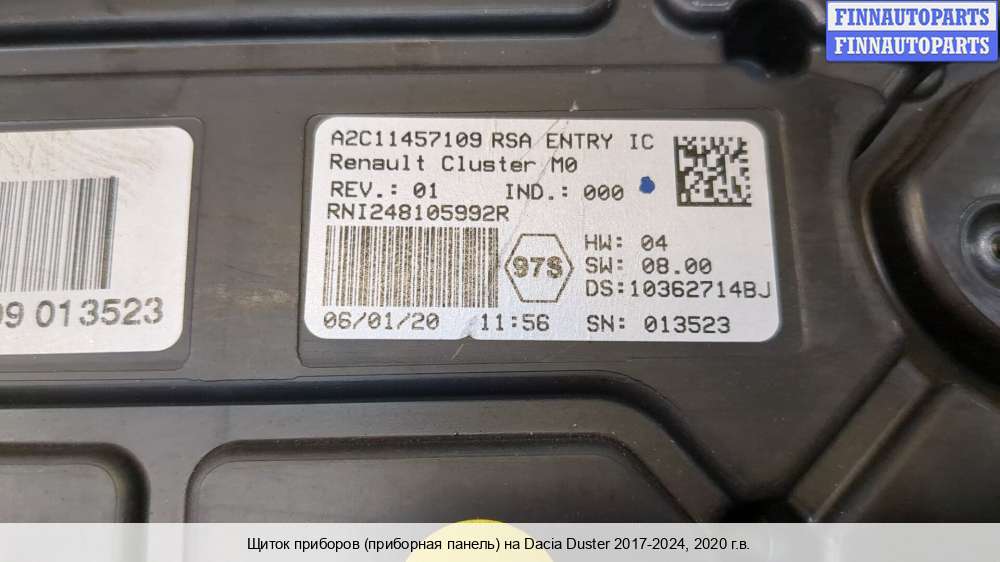 FINNAUTOPARTS
FINNAUTOPARTS
A2C11457109 RSA ENTRY IC
Renault Cluster M0
REV.: 01 IND.: 000
RNI248105992R
97S
HW: 04
SW: 08.00
DS:10362714BJ
06/01/20 11:56 SN: 013523
09 013523
Щиток приборов (приборная панель) на Dacia Duster 2017-2024, 2020 г.в.